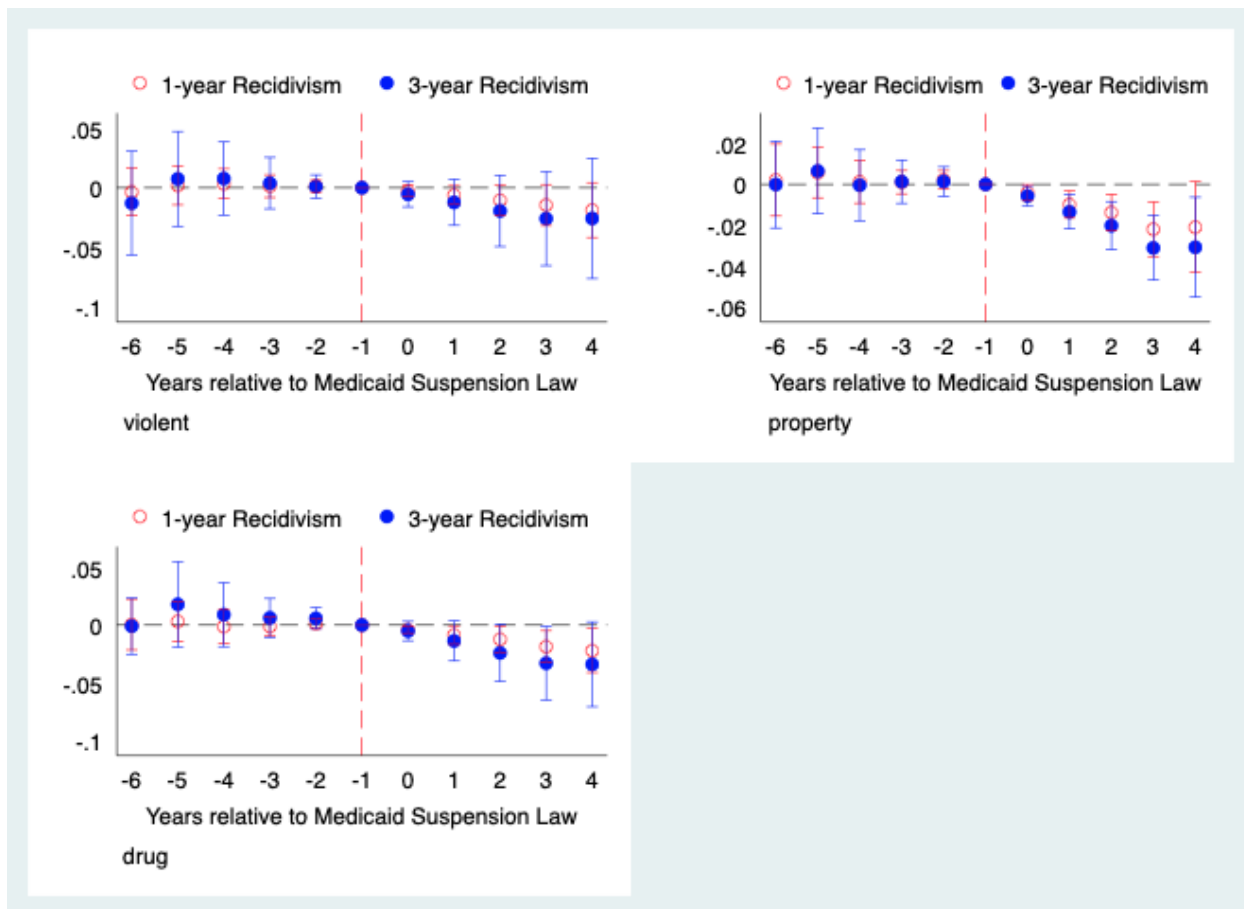 1-year Recidivism 3-year Recidivism
.05
0
-.05
-.1
-6 -5 -4 -3 -2 -1 0 1 2 3 4
Years relative to Medicaid Suspension Law
violent
1-year Recidivism 3-year Recidivism
.02
0
-.02
-.04
-.06
-6 -5 -4 -3 -2 -1 0 1 2 3 4
Years relative to Medicaid Suspension Law
property
1-year Recidivism 3-year Recidivism
.05
0
-.05
-.1
-6 -5 -4 -3 -2 -1 0 1 2 3 4
Years relative to Medicaid Suspension Law
drug